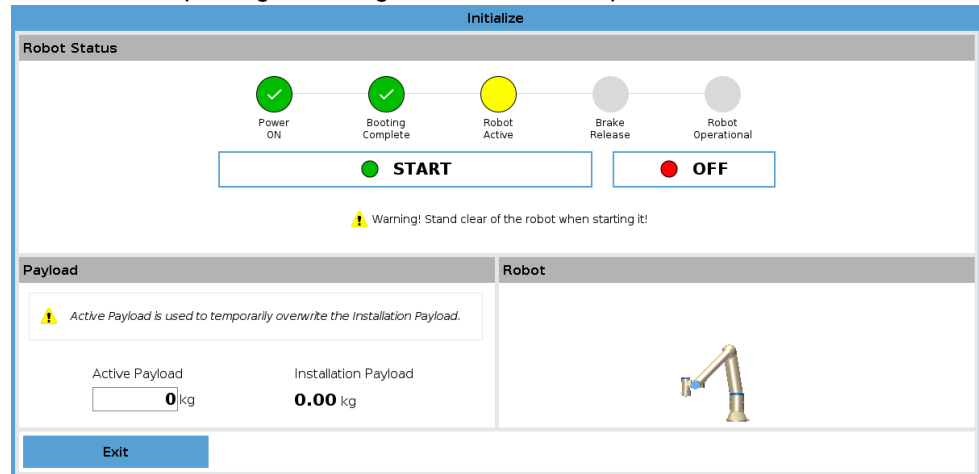 Initialize
Robot Status
Power
ON
Booting
Complete
Robot
Active
Brake
Release
Robot
Operational
START
OFF
Warning! Stand clear of the robot when starting it!
Payload
Robot
Active Payload is used to temporarily overwrite the Installation Payload.
Active Payload
Installation Payload
0 kg
0.00 kg
Exit